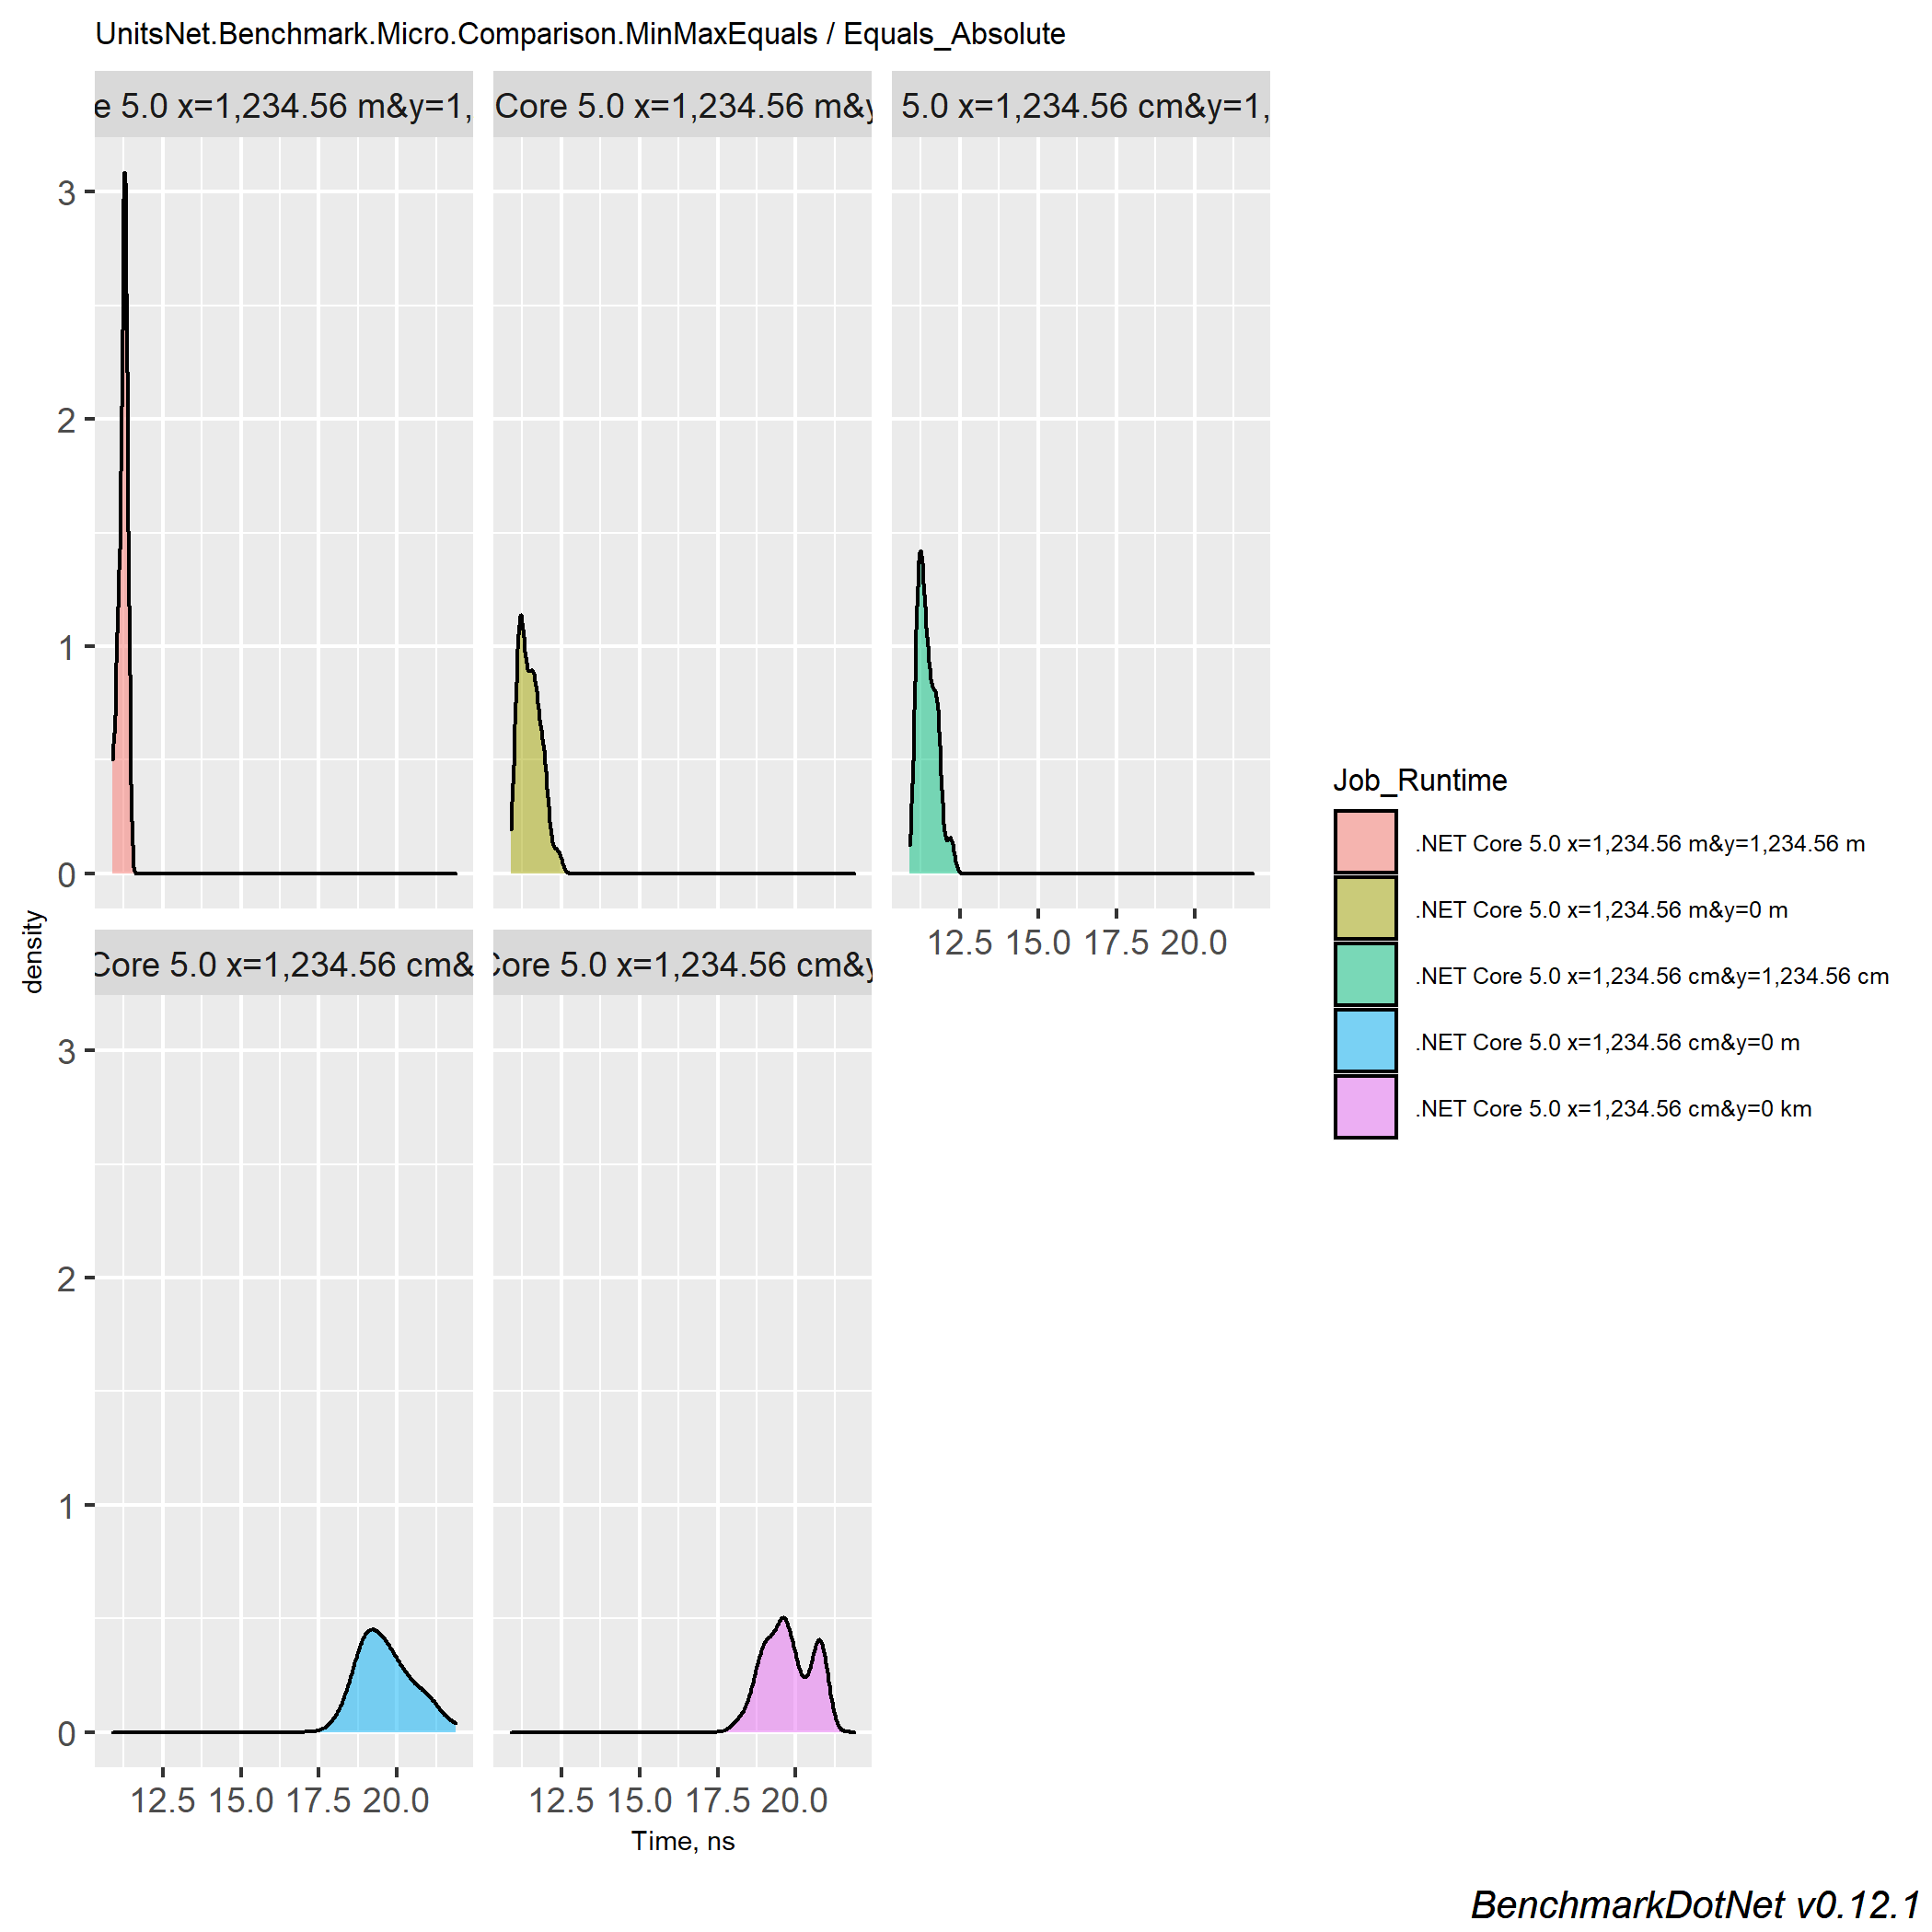 UnitsNet.Benchmark.Micro.Comparison.MinMaxEquals / Equals_Absolute
e 5.0 x=1,234.56 m&y=1,
Core 5.0 x=1,234.56 m&y
5.0 x=1,234.56 cm&y=1,
3
2
1
0
12.5 15.0 17.5 20.0
density
Core 5.0 x=1,234.56 cm&
Core 5.0 x=1,234.56 cm&y
3
2
1
0
12.5 15.0 17.5 20.0
12.5 15.0 17.5 20.0
Time, ns
Job_Runtime
.NET Core 5.0 x=1,234.56 m&y=1,234.56 m
.NET Core 5.0 x=1,234.56 m&y=0 m
.NET Core 5.0 x=1,234.56 cm&y=1,234.56 cm
.NET Core 5.0 x=1,234.56 cm&y=0 m
.NET Core 5.0 x=1,234.56 cm&y=0 km
BenchmarkDotNet v0.12.1